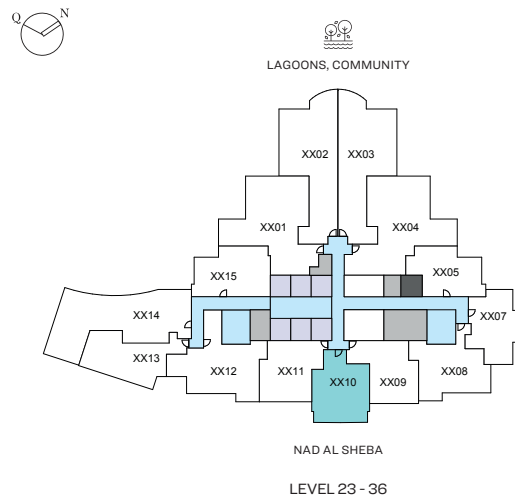 Q N
LAGOONS, COMMUNITY
XX02 XX03
XX01 XX04
XX15 XX05
XX14 XX07
XX13 XX12 XX11 XX10 XX09 XX08
NAD AL SHEBA
LEVEL 23 - 36